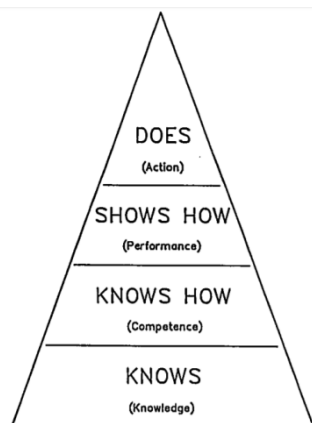 DOES
(Action)
SHOWS HOW
(Performance)
KNOWS HOW
(Competence)
KNOWS
(Knowledge)